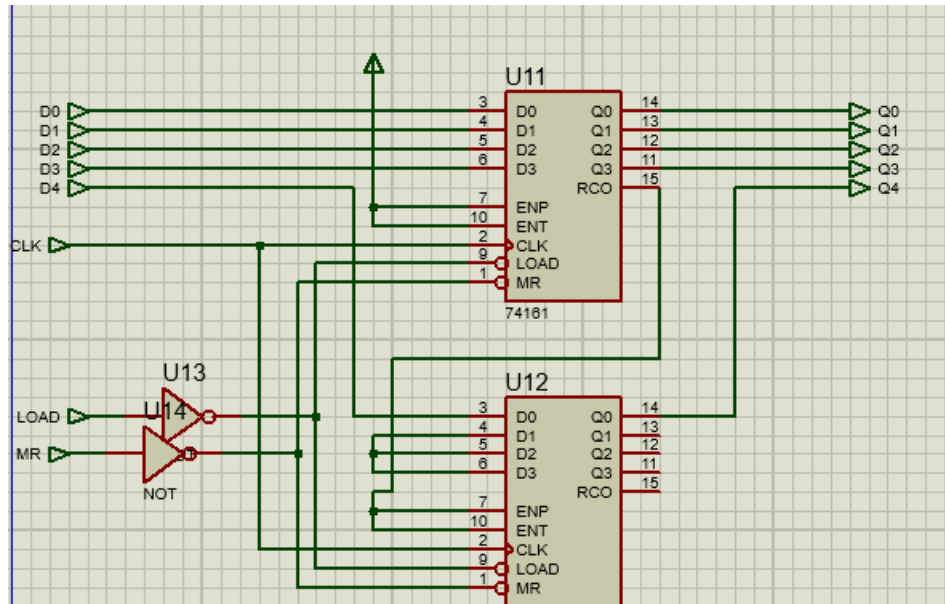 U11
D0 3 D0 Q0 14 Q0
D1 4 D1 Q1 13 Q1
D2 5 D2 Q2 12 Q2
D3 6 D3 Q3 11 Q3
D4 RCO 15 Q4
7 ENP
10 ENT
CLK 2 CLK
9 LOAD
1 MR
74161
U13
U12
LOAD U14 3 D0 Q0 14
4 D1 Q1 13
MR 5 D2 Q2 12
6 D3 Q3 11
NOT RCO 15
7 ENP
10 ENT
2 CLK
9 LOAD
1 MR